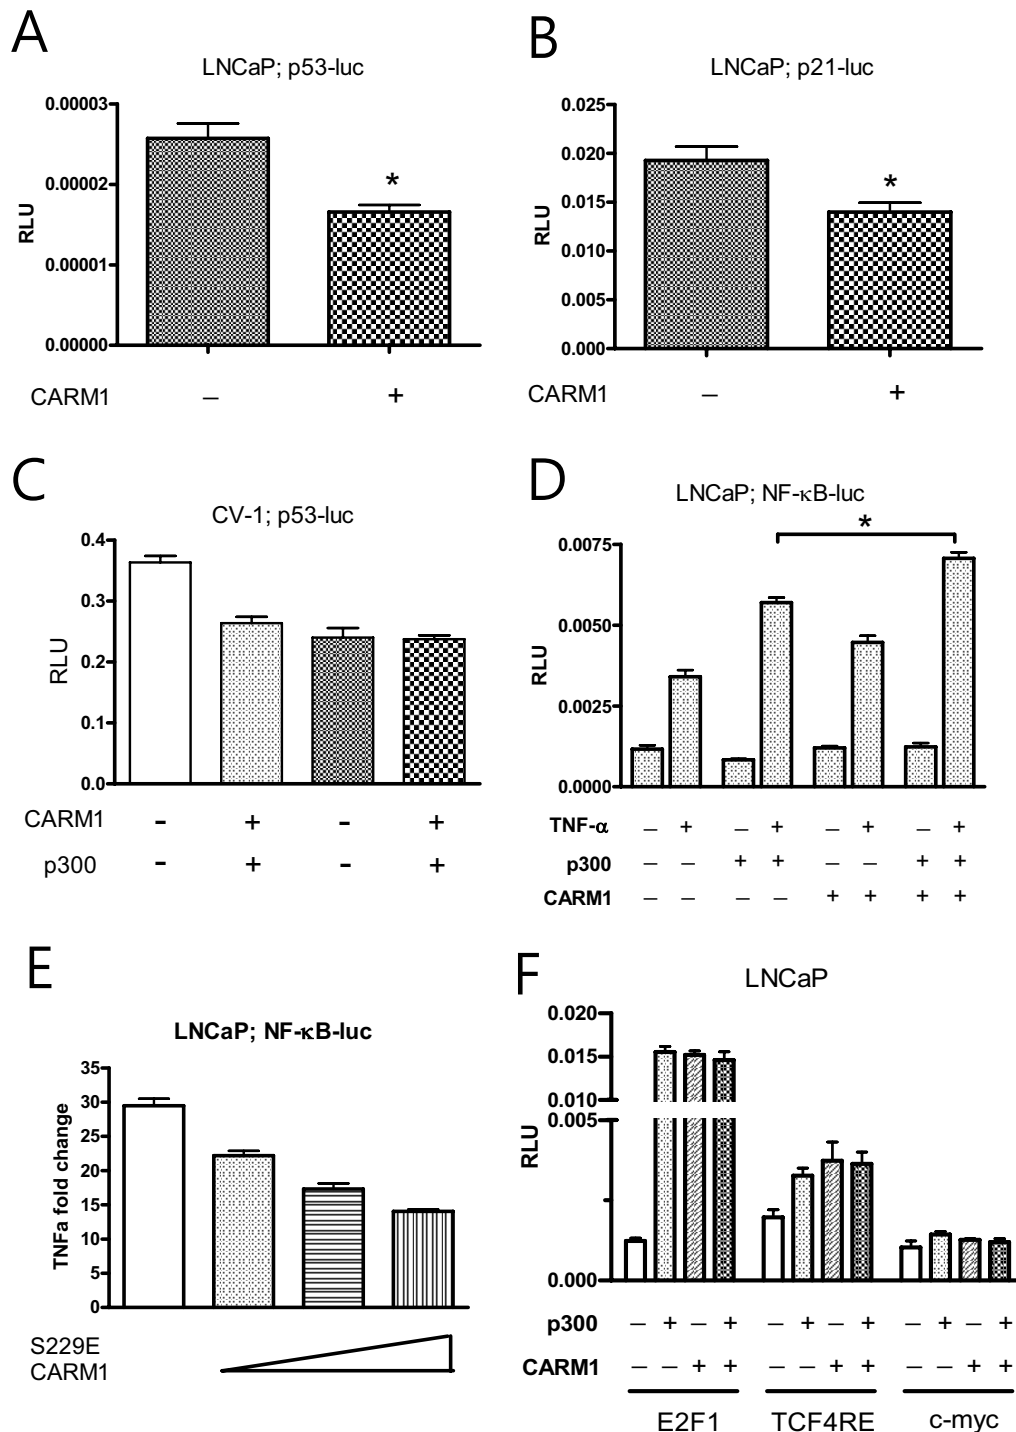 A
LNCaP; p53-luc
RLU
0.00003
0.00002
0.00001
0.00000
*
CARM1 – +
B
LNCaP; p21-luc
RLU
0.025
0.020
0.015
0.010
0.005
0.000
*
CARM1 – +
C
CV-1; p53-luc
RLU
0.4
0.3
0.2
0.1
0.0
CARM1 - + - +
p300 - + - +
D
LNCaP; NF-κB-luc
RLU
0.0075
0.0050
0.0025
0.0000
*
TNF-α – + – + – + – +
p300 – – + + – – + +
CARM1 – – – – + + + +
E
LNCaP; NF-κB-luc
TNFa fold change
35
30
25
20
15
10
5
0
S229E
CARM1
F
LNCaP
RLU
0.020
0.015
0.010
0.005
0.000
p300 – + – + – + – + – + – +
CARM1 – – + + – – + + – – + +
E2F1 TCF4RE c-myc